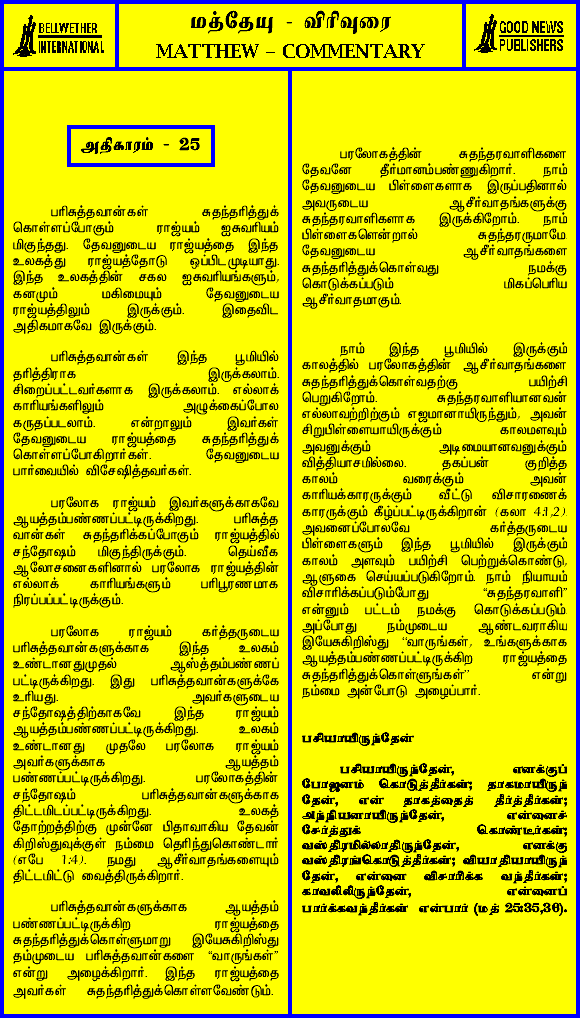 BELLWETHER
INTERNATIONAL
மத்தேயு - விரிவுரை
MATTHEW – COMMENTARY
GOOD NEWS
PUBLISHERS
அதிகாரம் - 25
பரிசுத்தவான்கள் சுதந்தரித்துக்
கொள்ளப்போகும் ராஜ்யம் ஐசுவரியம்
மிகுந்தது. தேவனுடைய ராஜ்யத்தை இந்த
உலகத்து ராஜ்யத்தோடு ஒப்பிடமுடியாது.
இந்த உலகத்தின் சகல ஐசுவரியங்களும்,
கனமும் மகிமையும் தேவனுடைய
ராஜ்யத்திலும் இருக்கும். இதைவிட
அதிகமாகவே இருக்கும்.
பரிசுத்தவான்கள் இந்த பூமியில்
தரித்திராக இருக்கலாம்.
சிறைப்பட்டவர்களாக இருக்கலாம். எல்லாக்
காரியங்களிலும் அழுக்கைப்போல
கருதப்படலாம். என்றாலும் இவர்கள்
தேவனுடைய ராஜ்யத்தை சுதந்தரித்துக்
கொள்ளப்போகிறார்கள். தேவனுடைய
பார்வையில் விசேஷித்தவர்கள்.
பரலோக ராஜ்யம் இவர்களுக்காகவே
ஆயத்தம்பண்ணப்பட்டிருக்கிறது. பரிசுத்த
வான்கள் சுதந்தரிக்கப்போகும் ராஜ்யத்தில்
சந்தோஷம் மிகுந்திருக்கும். தெய்வீக
ஆலோசனைகளினால் பரலோக ராஜ்யத்தின்
எல்லாக் காரியங்களும் பரிபூரணமாக
நிரப்பப்பட்டிருக்கும்.
பரலோக ராஜ்யம் கர்த்தருடைய
பரிசுத்தவான்களுக்காக இந்த உலகம்
உண்டானதுமுதல் ஆஸ்த்தம்பண்ணப்
பட்டிருக்கிறது. இது பரிசுத்தவான்களுக்கே
உரியது. அவர்களுடைய
சந்தோஷத்திற்காகவே இந்த ராஜ்யம்
ஆயத்தம்பண்ணப்பட்டிருக்கிறது. உலகம்
உண்டானது முதலே பரலோக ராஜ்யம்
அவர்களுக்காக ஆயத்தம்
பண்ணப்பட்டிருக்கிறது. பரலோகத்தின்
சந்தோஷம் பரிசுத்தவான்களுக்காக
திட்டமிடப்பட்டிருக்கிறது. உலகத்
தோற்றத்திற்கு முன்னே பிதாவாகிய தேவன்
கிறிஸ்துவுக்குள் நம்மை தெரிந்துகொண்டார்
(எபே 1:4). நமது ஆசீர்வாதங்களையும்
திட்டமிட்டு வைத்திருக்கிறார்.
பரிசுத்தவான்களுக்காக ஆயத்தம்
பண்ணப்பட்டிருக்கிற ராஜ்யத்தை
சுதந்தரித்துக்கொள்ளுமாறு இயேசுகிறிஸ்து
தம்முடைய பரிசுத்தவான்களை “வாருங்கள்”
என்று அழைக்கிறார். இந்த ராஜ்யத்தை
அவர்கள் சுதந்தரித்துக்கொள்ளவேண்டும்.
பரலோகத்தின் சுதந்தரவாளிகளை
தேவனே தீர்மானம்பண்ணுகிறார். நாம்
தேவனுடைய பிள்ளைகளாக இருப்பதினால்
அவருடைய ஆசீர்வாதங்களுக்கு
சுதந்தரவாளிகளாக இருக்கிறோம். நாம்
பிள்ளைகளென்றால் சுதந்தரருமாமே
தேவனுடைய ஆசீர்வாதங்களை
சுதந்தரித்துக்கொள்வது நமக்கு
கொடுக்கப்படும் மிகப்பெரிய
ஆசீர்வாதமாகும்.
நாம் இந்த பூமியில் இருக்கும்
காலத்தில் பரலோகத்தின் ஆசீர்வாதங்களை
சுதந்தரித்துக்கொள்வதற்கு பயிற்சி
பெறுகிறோம். சுதந்தரவாளியானவன்
எல்லாவற்றிற்கும் எஜமானாயிருந்தும், அவன்
சிறுபிள்ளையாயிருக்கும் காலமளவும்
அவனுக்கும் அடிமையானவனுக்கும்
வித்தியாசமில்லை. தகப்பன் குறித்த
காலம் வரைக்கும் அவன்
காரியக்காரருக்கும் வீட்டு விசாரணைக்
காரருக்கும் கீழ்ப்பட்டிருக்கிறான் (கலா 4:1,2).
அவனைப்போலவே கர்த்தருடைய
பிள்ளைகளும் இந்த பூமியில் இருக்கும்
காலம் அளவும் பயிற்சி பெற்றுக்கொண்டு,
ஆளுகை செய்யப்படுகிறோம். நாம் நியாயம்
விசாரிக்கப்படும்போது “சுதந்தரவாளி”
என்னும் பட்டம் நமக்கு கொடுக்கப்படும்.
அப்போது நம்முடைய ஆண்டவராகிய
இயேசுகிறிஸ்து “வாருங்கள், உங்களுக்காக
ஆயத்தம்பண்ணப்பட்டிருக்கிற ராஜ்யத்தை
சுதந்தரித்துக்கொள்ளுங்கள்” என்று
நம்மை அன்போடு அழைப்பார்.
பசியாயிருந்தேன்
பசியாயிருந்தேன், எனக்குப்
போஜனம் கொடுத்தீர்கள்; தாகமாயிருந்
தேன், என் தாகத்தைத் தீர்த்தீர்கள்;
அந்நியனாயிருந்தேன், என்னைச்
சேர்த்துக் கொண்டீர்கள்;
வஸ்திரமில்லாதிருந்தேன், எனக்கு
வஸ்திரங்கொடுத்தீர்கள்; வியாதியாயிருந்
தேன், என்னை விசாரிக்க வந்தீர்கள்;
காவலிலிருந்தேன், என்னைப்
பார்க்கவந்தீர்கள் என்பார் (மத் 25:35,36).